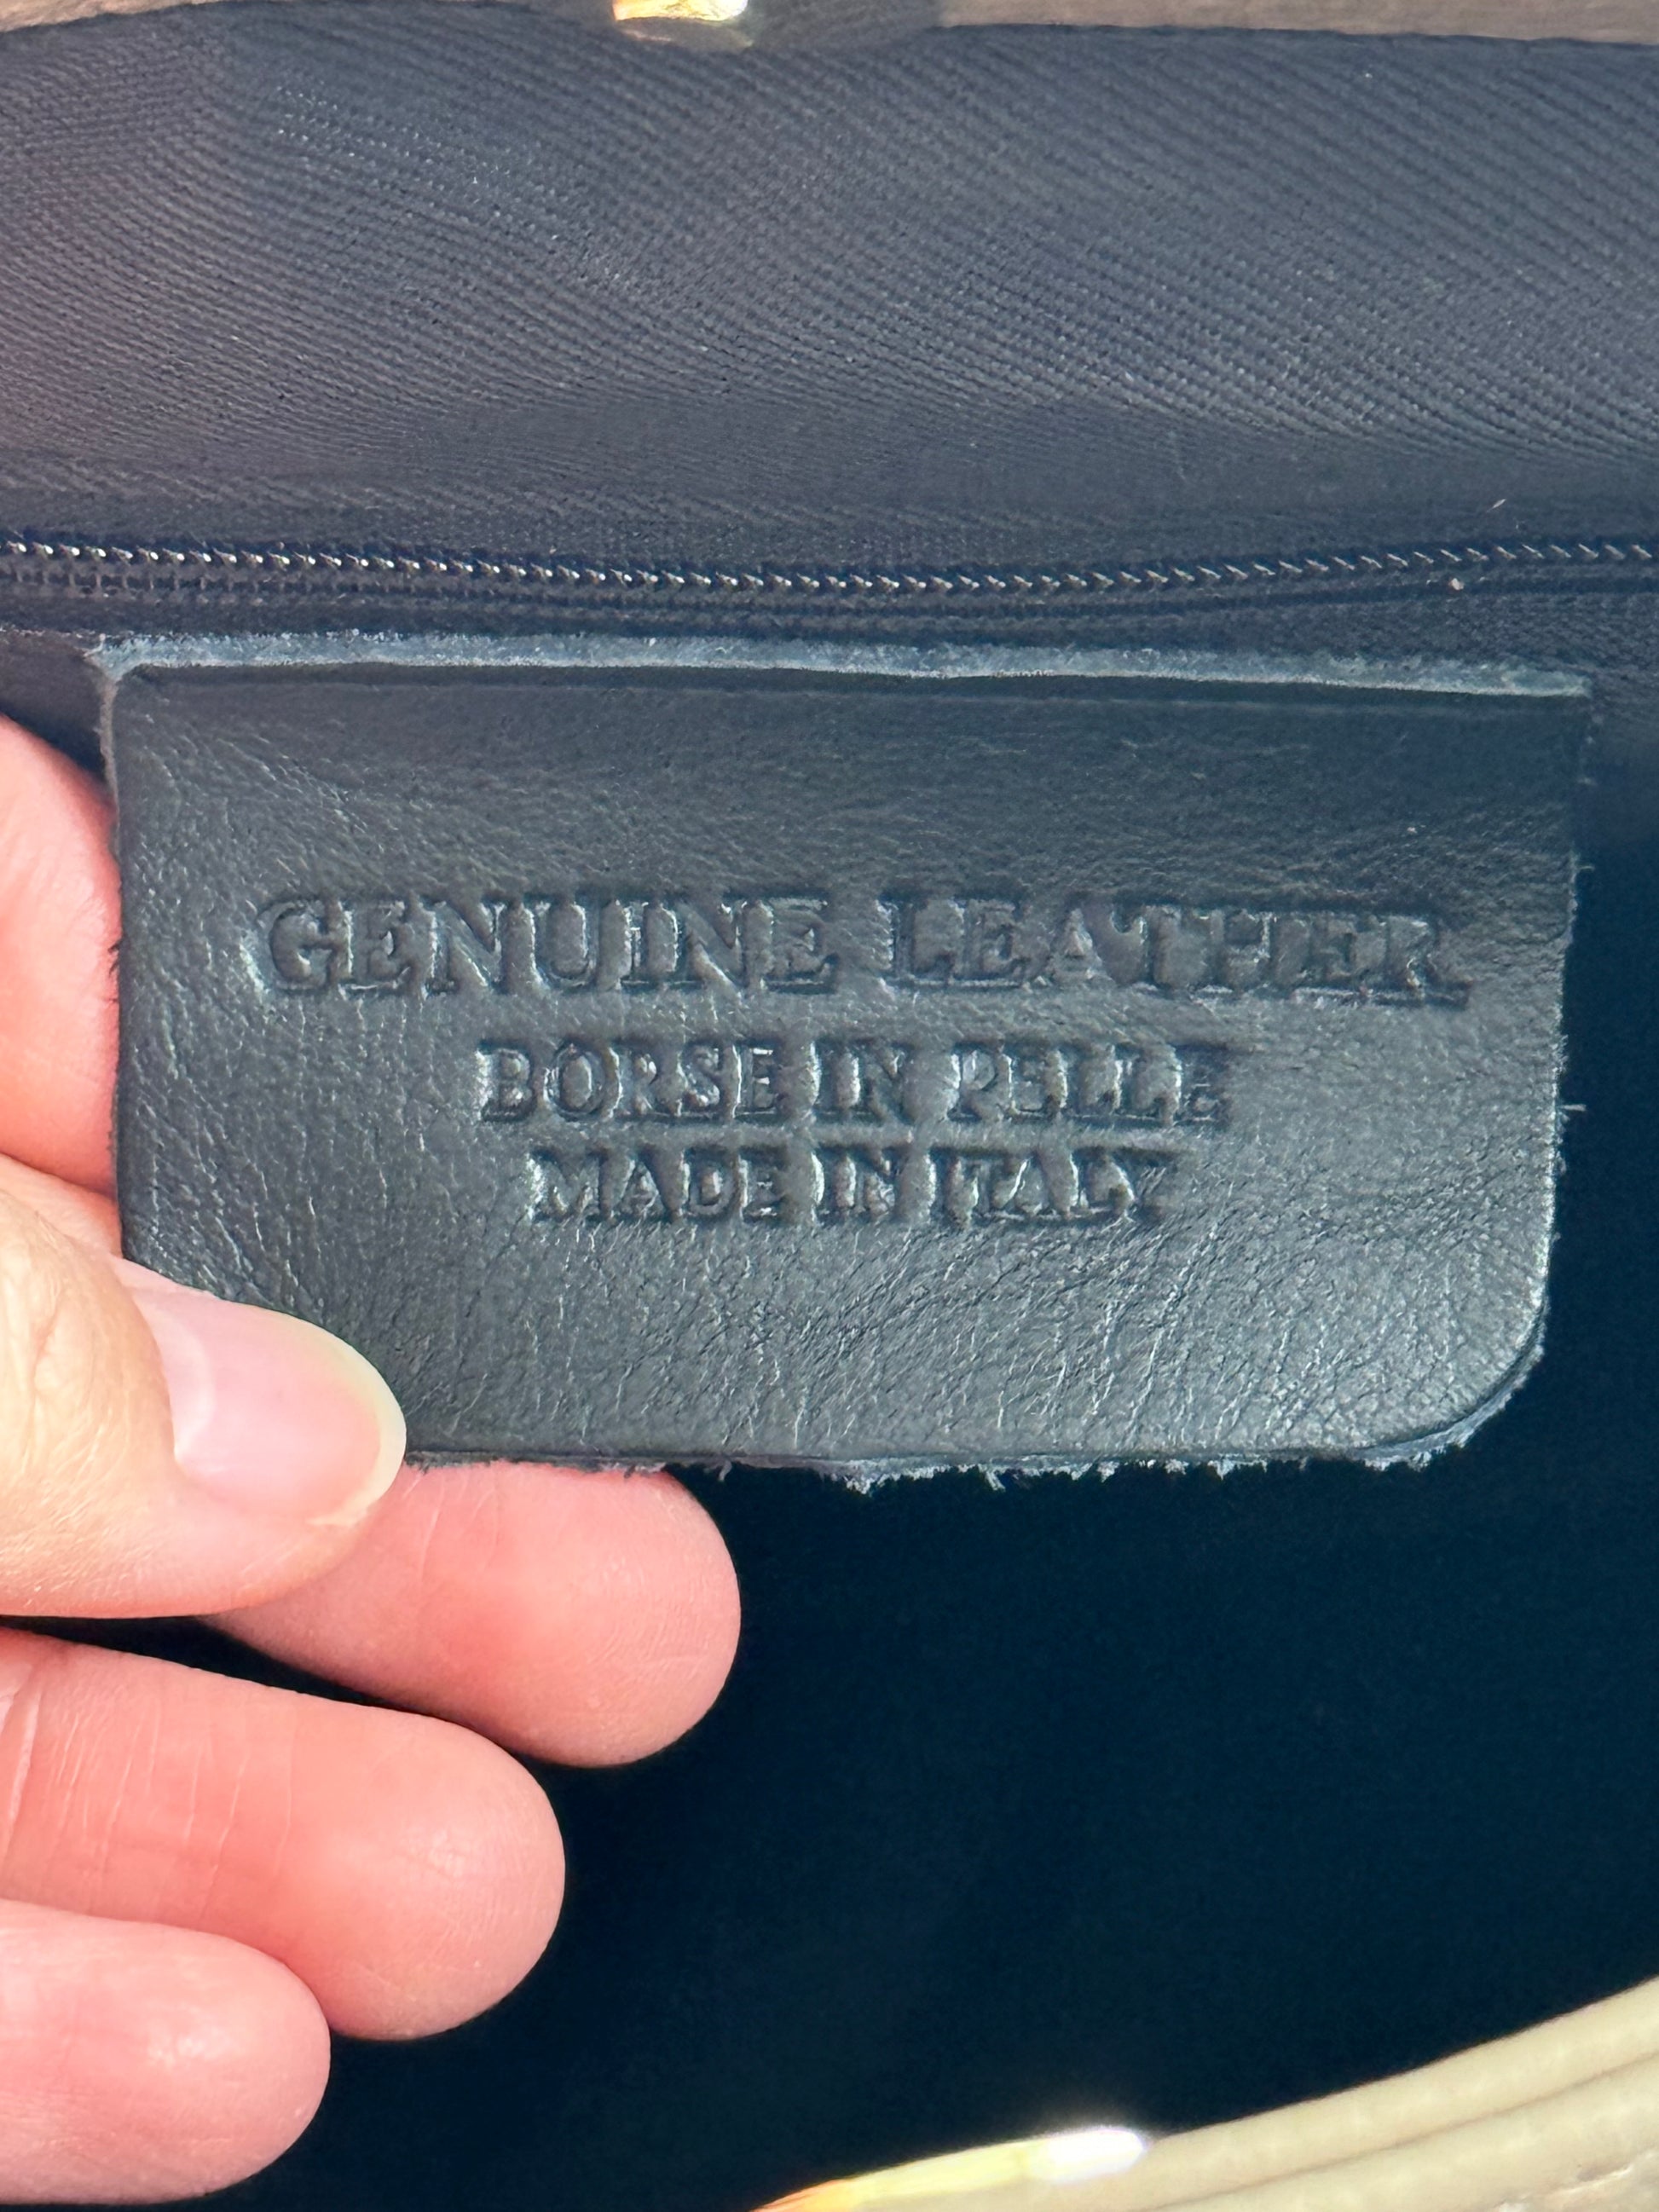 GENUINE LEATHER
BORSE IN PELLE
MADE IN ITALY